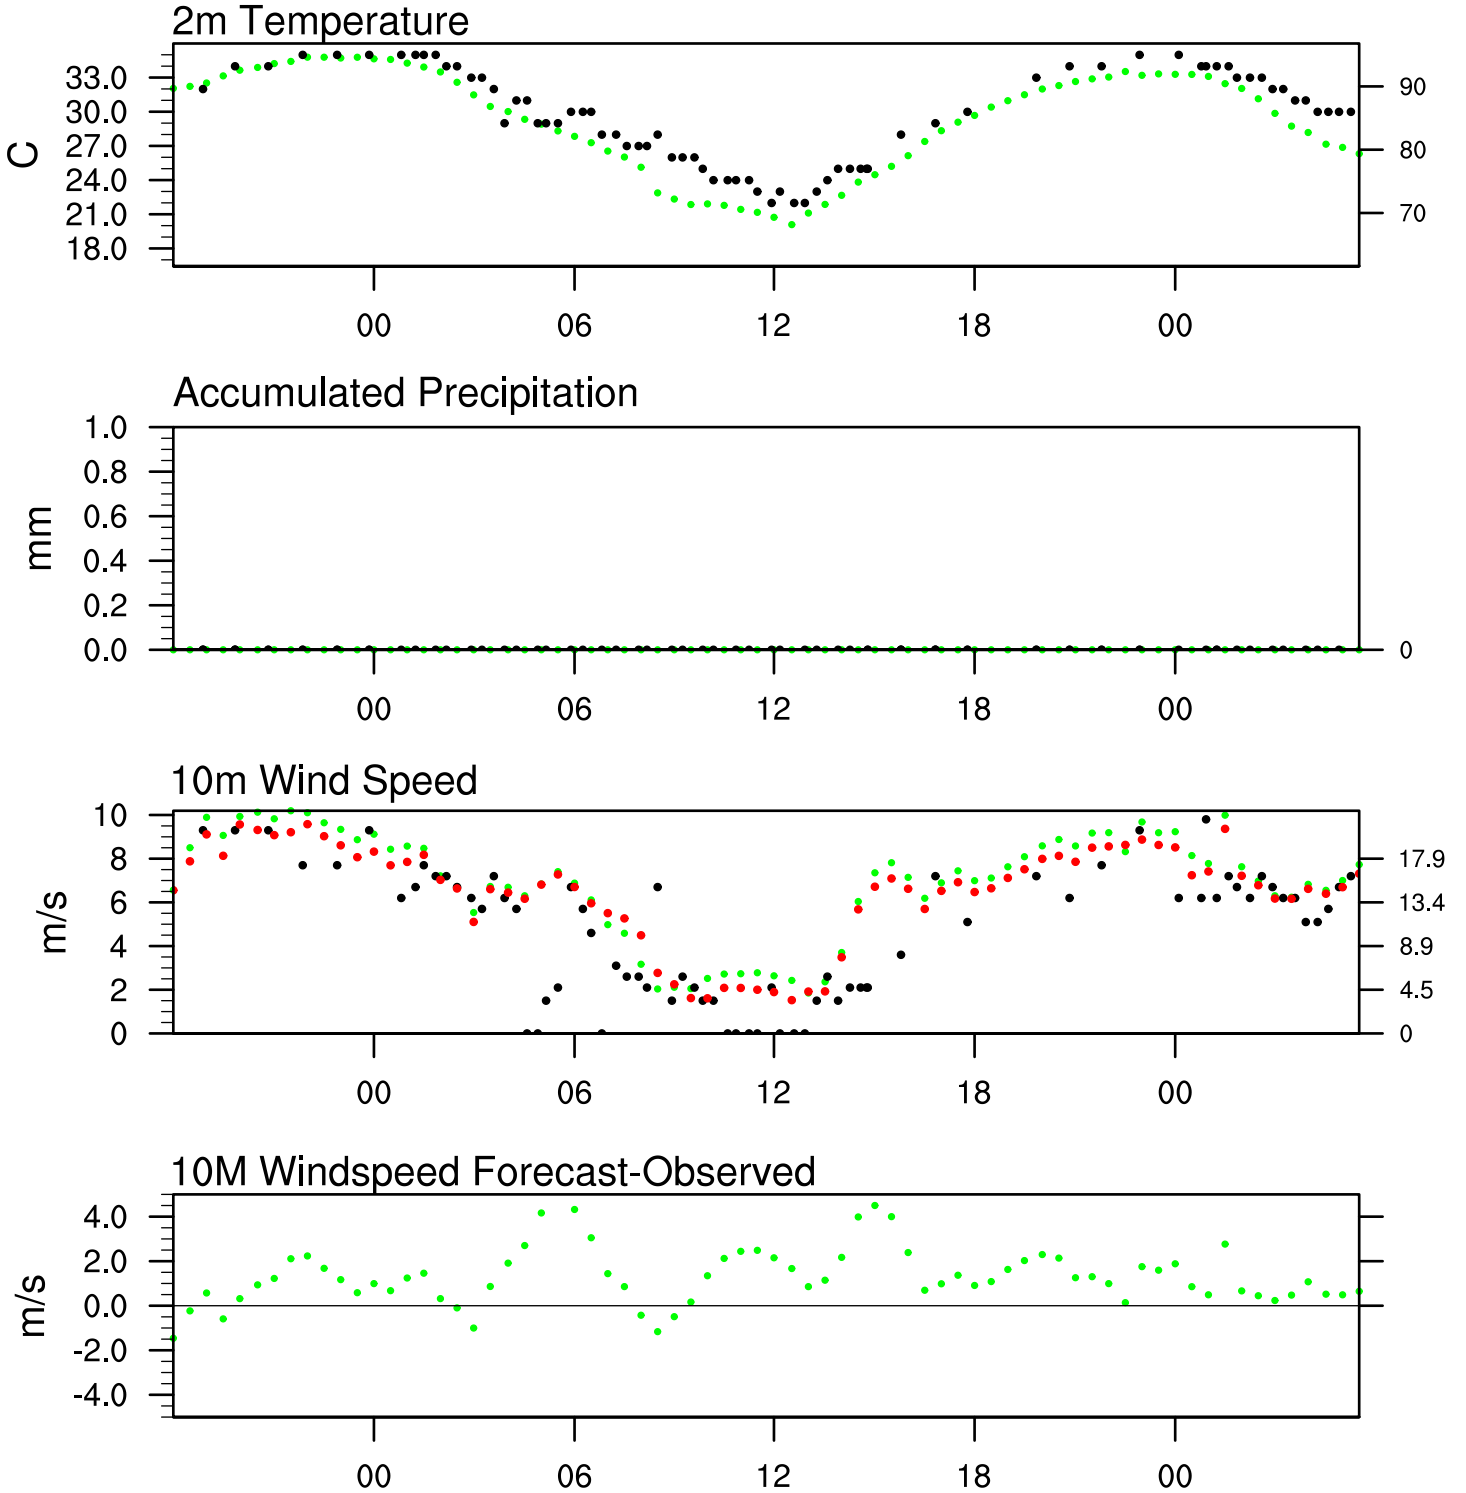 2m Temperature
C
33.0
30.0
27.0
24.0
21.0
18.0
90
80
70
00 06 12 18 00
Accumulated Precipitation
mm
1.0
0.8
0.6
0.4
0.2
0.0
0
00 06 12 18 00
10m Wind Speed
m/s
10
8
6
4
2
0
17.9
13.4
8.9
4.5
0
00 06 12 18 00
10M Windspeed Forecast-Observed
m/s
4.0
2.0
0.0
-2.0
-4.0
00 06 12 18 00